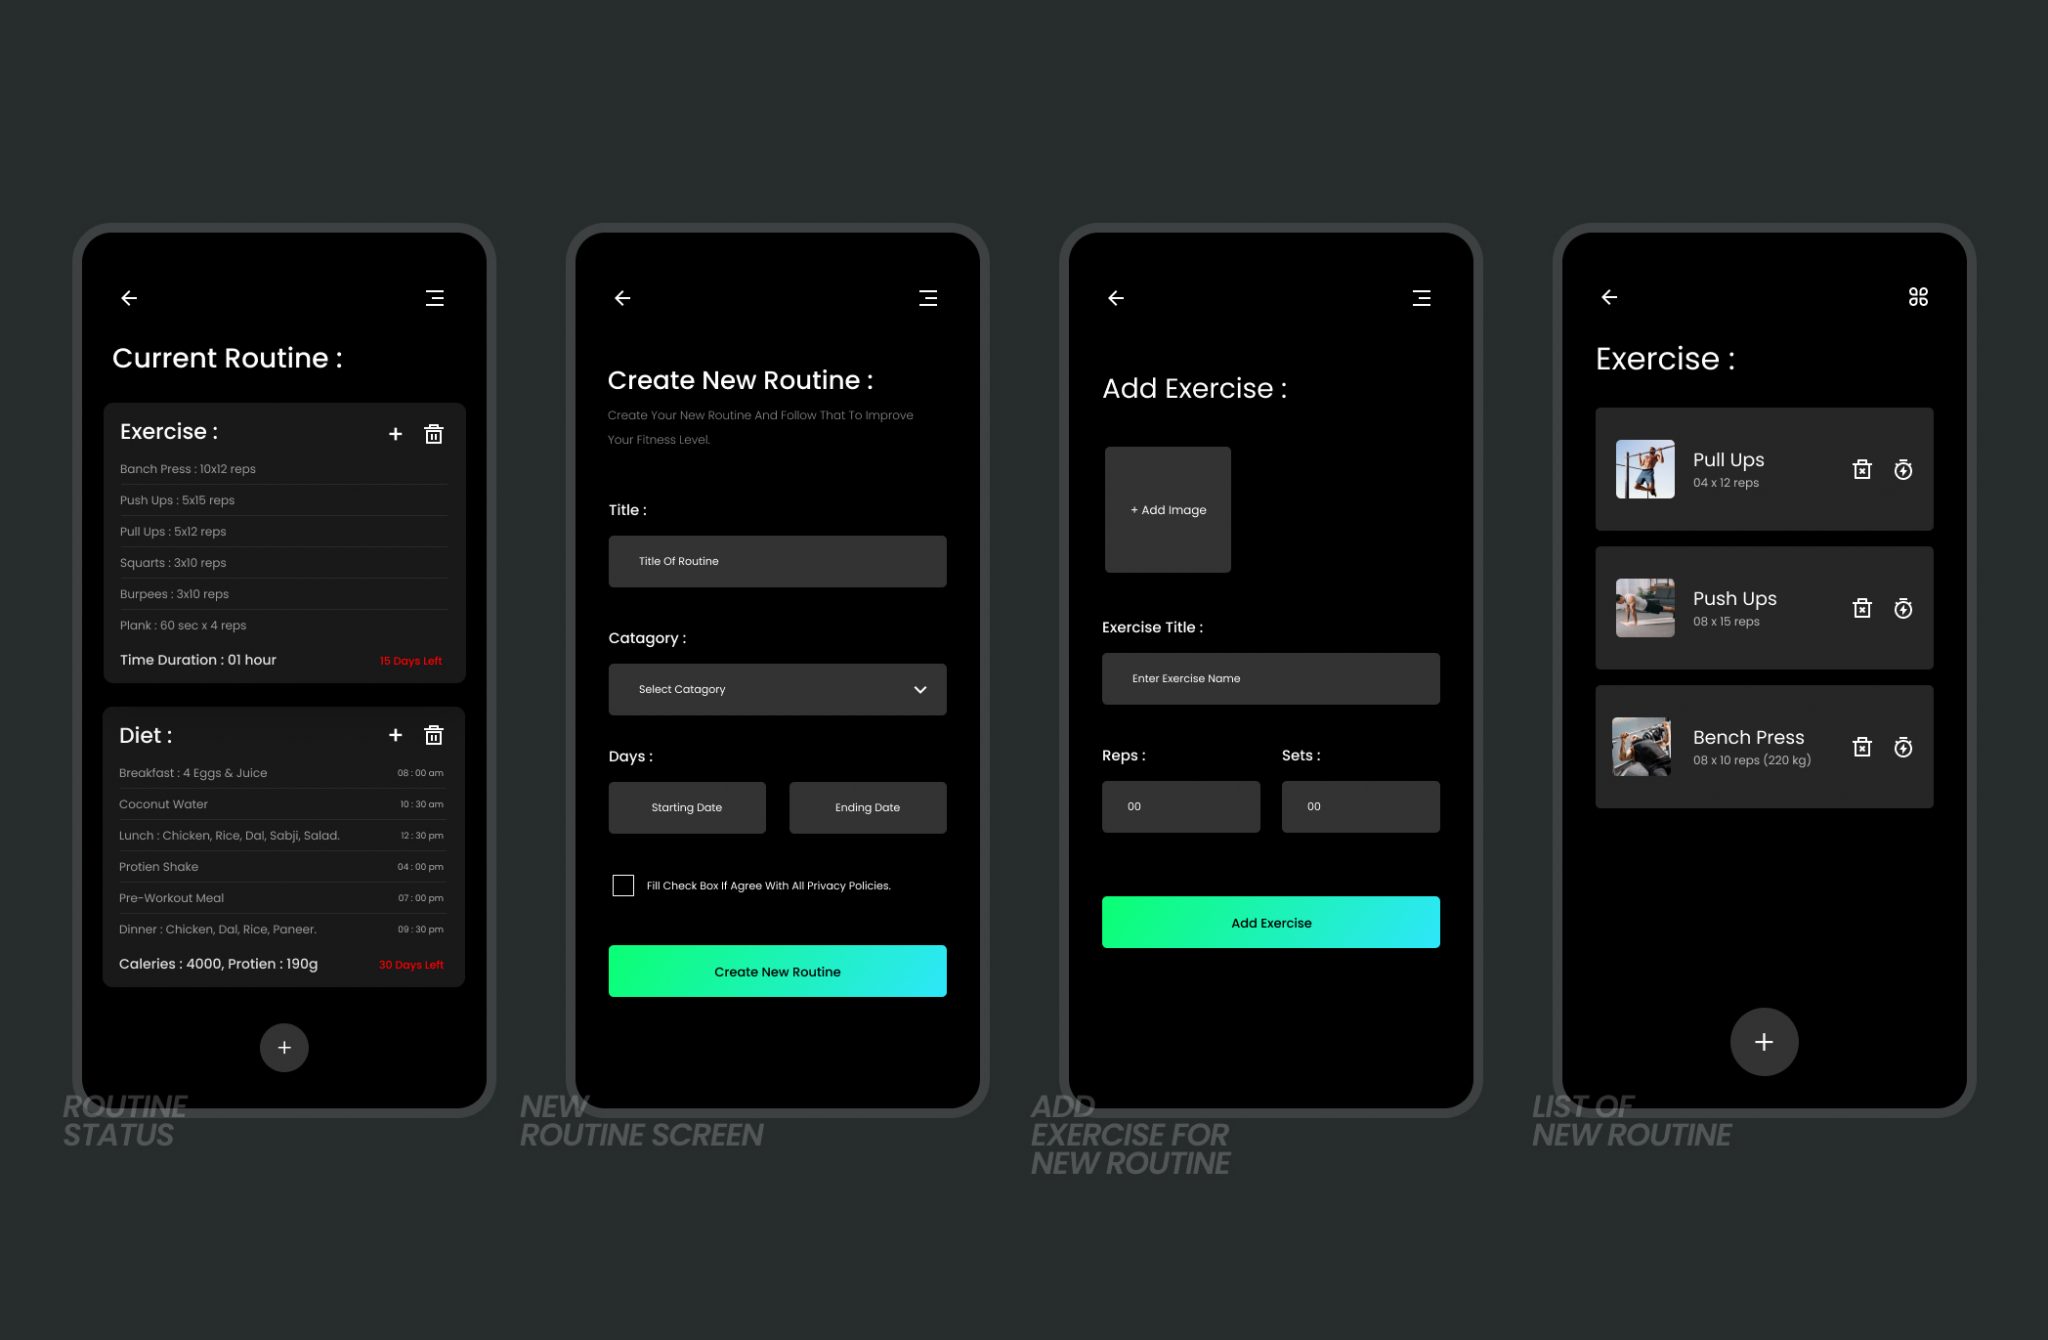 Current Routine :
Exercise :
Banch Press : 10x12 reps
Push Ups : 5x15 reps
Pull Ups : 5x12 reps
Squarts : 3x10 reps
Burpees : 3x10 reps
Plank : 60 sec x 4 reps
Time Duration : 01 hour
15 Days Left
Diet :
Breakfast : 4 Eggs & Juice
08 : 00 am
Coconut Water
10 : 30 am
Lunch : Chicken, Rice, Dal, Sabji, Salad.
12 : 30 pm
Protien Shake
04 : 00 pm
Pre-Workout Meal
07 : 00 pm
Dinner : Chicken, Dal, Rice, Paneer.
09 : 30 pm
Caleries : 4000, Protien : 190g
30 Days Left
+
ROUTINE
STATUS
Create New Routine :
Create Your New Routine And Follow That To Improve
Your Fitness Level.
Title :
Title Of Routine
Catagory :
Select Catagory
Days :
Starting Date
Ending Date
Fill Check Box If Agree With All Privacy Policies.
Create New Routine
NEW
ROUTINE SCREEN
Add Exercise :
+ Add Image
Exercise Title :
Enter Exercise Name
Reps :
Sets :
00
00
Add Exercise
ADD
EXERCISE FOR
NEW ROUTINE
Exercise :
Pull Ups
04 x 12 reps
Push Ups
08 x 15 reps
Bench Press
08 x 10 reps (220 kg)
+
LIST OF
NEW ROUTINE